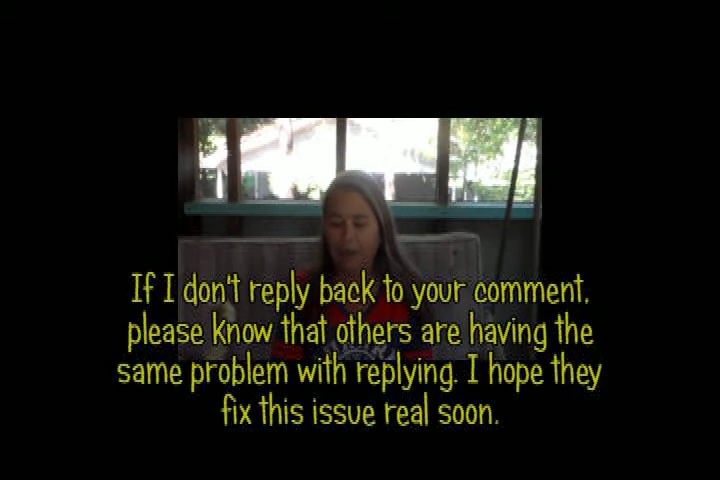 If I don't reply back to your comment,
please know that others are having the
same problem with replying. I hope they
fix this issue real soon.